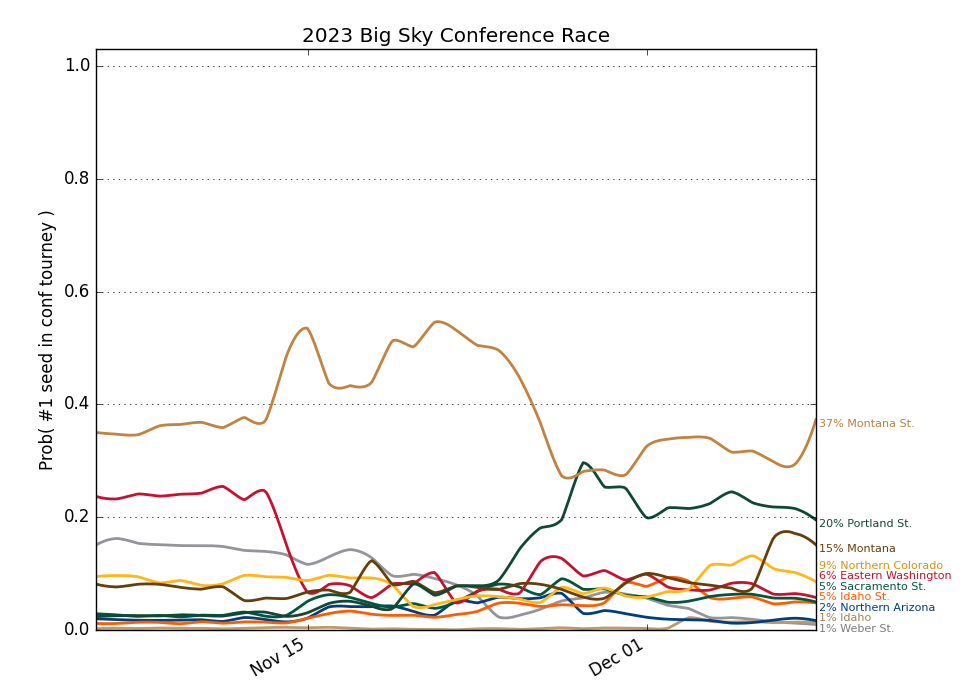 2023 Big Sky Conference Race
Prob( #1 seed in conf tourney )
1.0
0.8
0.6
0.4
0.2
0.0
Nov 15
Dec 01
37% Montana St.
20% Portland St.
15% Montana
9% Northern Colorado
6% Eastern Washington
5% Sacramento St.
5% Idaho St.
2% Northern Arizona
1% Idaho
1% Weber St.